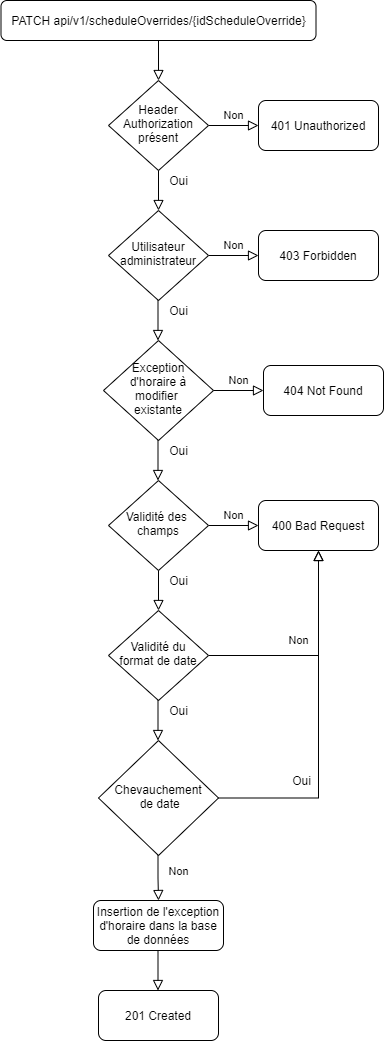 PATCH api/v1/scheduleOverrides/{idScheduleOverride}
Header
Authorization
présent
Non
401 Unauthorized
Oui
Utilisateur
administrateur
Non
403 Forbidden
Oui
Exception
d'horaire à
modifier
existante
Non
404 Not Found
Oui
Validité des
champs
Non
400 Bad Request
Oui
Validité du
format de date
Non
Oui
Chevauchement
de date
Oui
Non
Insertion de l'exception
d'horaire dans la base
de données
201 Created